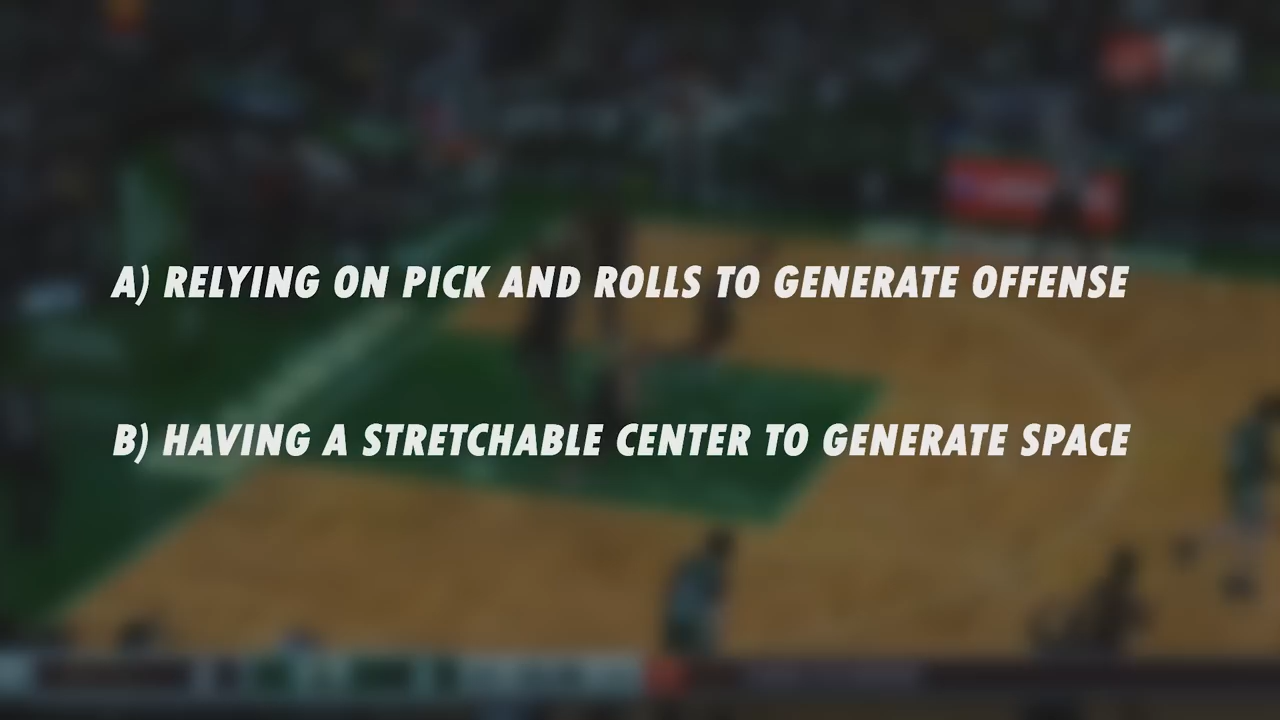 A) RELYING ON PICK AND ROLLS TO GENERATE OFFENSE
B) HAVING A STRETCHABLE CENTER TO GENERATE SPACE